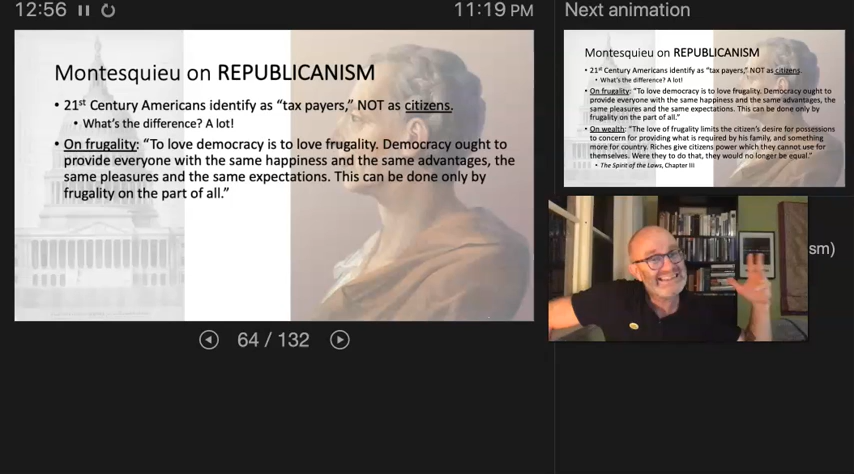 12:56
11:19 PM
Montesquieu on REPUBLICANISM
• 21st Century Americans identify as “tax payers,” NOT as citizens.
• What’s the difference? A lot!
• On frugality: “To love democracy is to love frugality. Democracy ought to
provide everyone with the same happiness and the same advantages, the
same pleasures and the same expectations. This can be done only by
frugality on the part of all.”
64 / 132
Next animation
Montesquieu on REPUBLICANISM
• 21st Century Americans identify as “tax payers,” NOT as citizens.
• What’s the difference? A lot!
• On frugality: “To love democracy is to love frugality. Democracy ought to
provide everyone with the same happiness and the same advantages, the
same pleasures and the same expectations. This can be done only by
frugality on the part of all.”
• On wealth: “The love of frugality limits the citizen’s desire for possessions
to concern for providing what is required by his family, and something
more for country. Riches give citizens power which they cannot use for
themselves. Were they to do that, they would no longer be equal.”
• The Spirit of the Laws, Chapter III
sm)